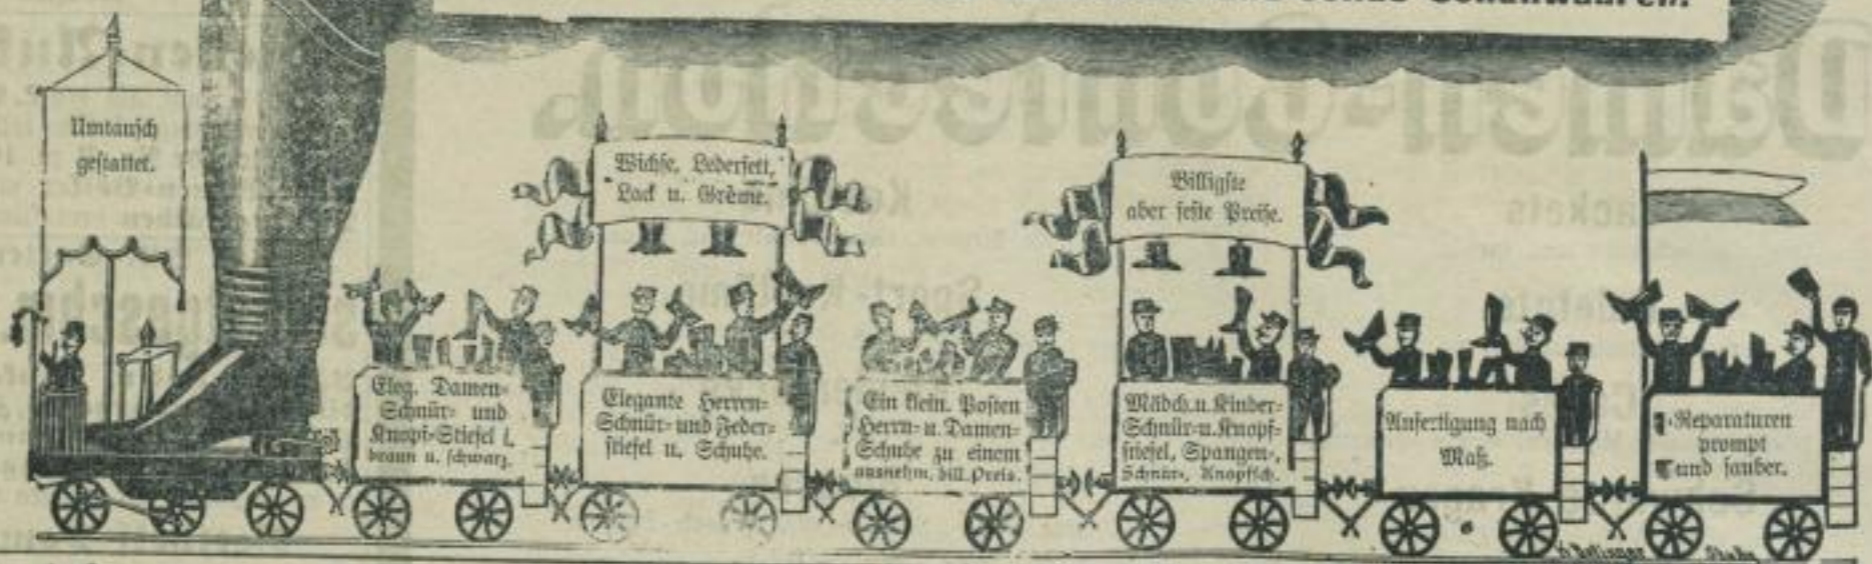 Umtausch
gestattet.
Wichse, Lederfett,
Lack u. Crème.
Billigste
aber feste Preise.
Eleg. Damen-
Schnür- und
Knopf-Stiefel i.
braun u. schwarz.
Elegante Herren-
Schnür- und Feder-
stiefel u. Schuhe.
Ein klein. Posten
Herrn- u. Damen-
Schuhe zu einem
ausnehm. bill. Preis.
Mädch. u. Kinder-
Schnür- u. Knopf-
stiefel, Spangen-,
Schnür-, Knopfsch.
Anfertigung nach
Maß.
Reparaturen
prompt
und sauber.